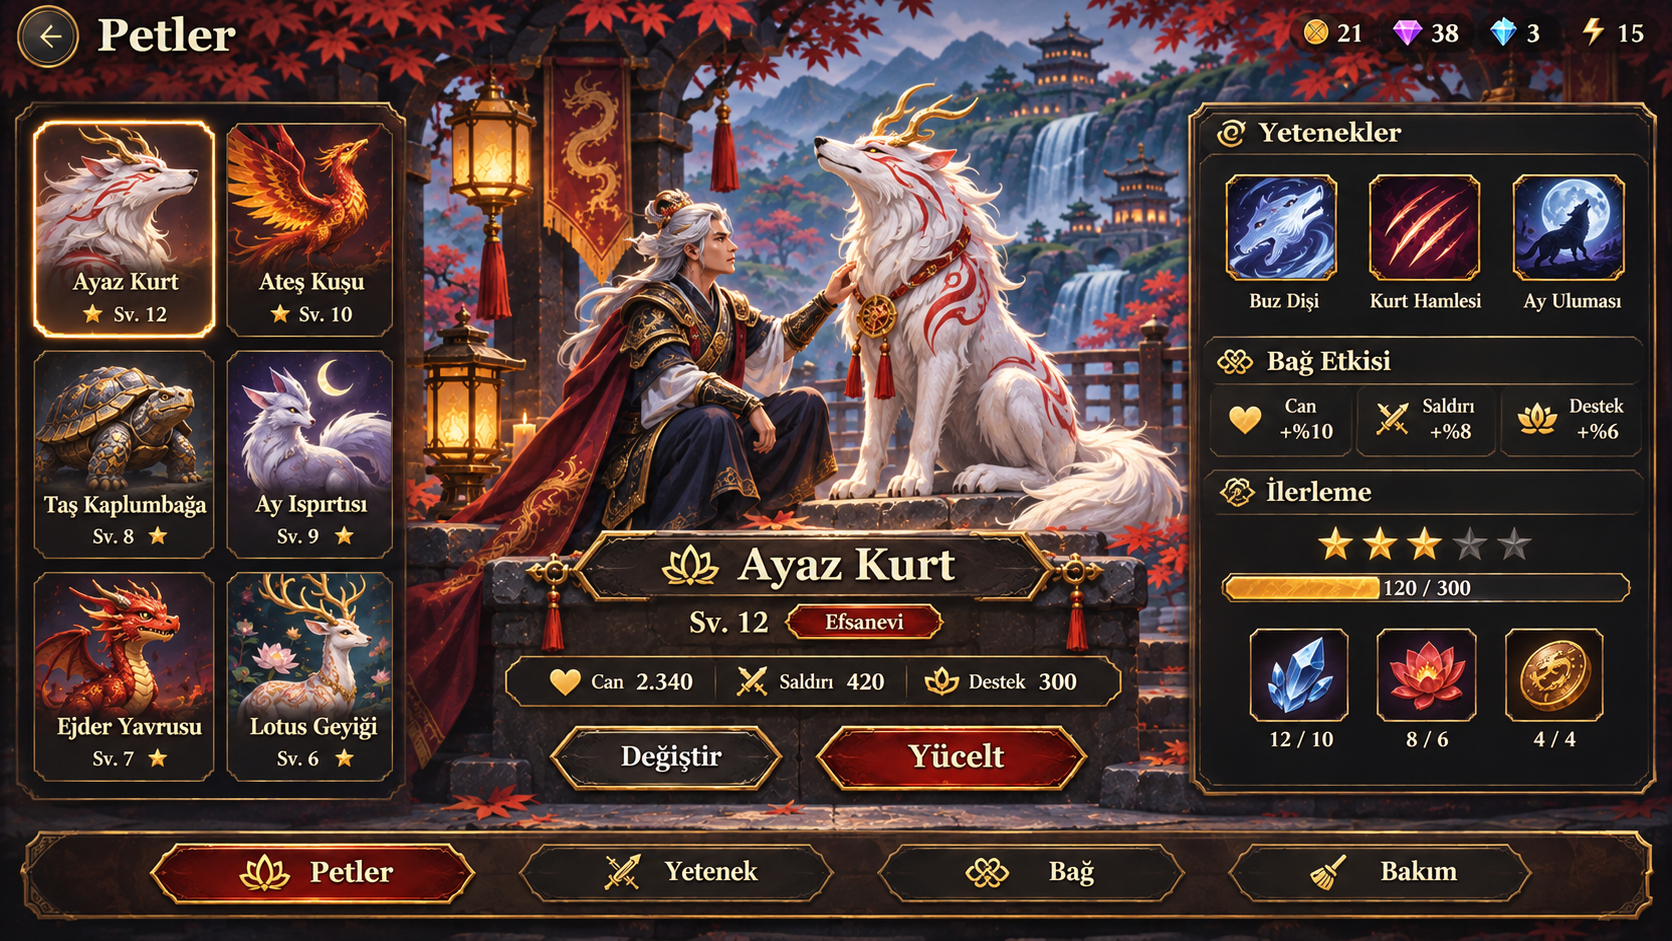 Petler
21
38
3
15
Ayaz Kurt
Sv. 12
Ateş Kuşu
Sv. 10
Taş Kaplumbağa
Sv. 8
Ay Ispırtısı
Sv. 9
Ejder Yavrusu
Sv. 7
Lotus Geyiği
Sv. 6
Ayaz Kurt
Sv. 12
Efsanevi
Can 2.340
Saldırı 420
Destek 300
Değiştir
Yücelt
Yetenekler
Buz Dişi
Kurt Hamlesi
Ay Uluması
Bağ Etkisi
Can
+%10
Saldırı
+%8
Destek
+%6
İlerleme
120 / 300
12 / 10
8 / 6
4 / 4
Petler
Yetenek
Bağ
Bakım